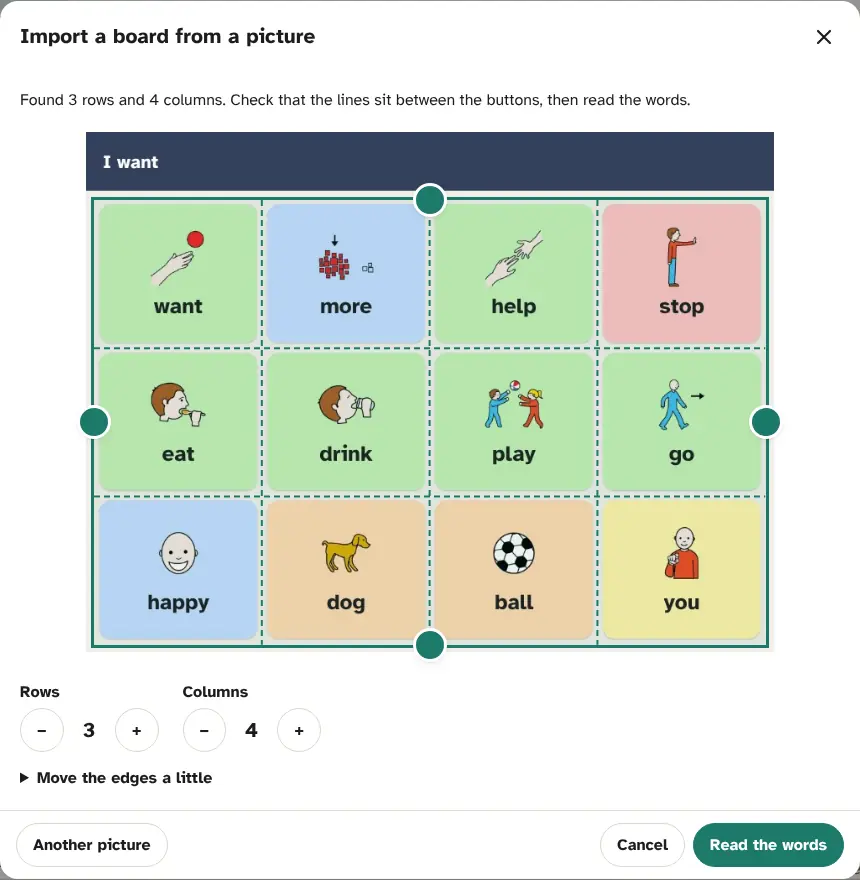 Import a board from a picture
Found 3 rows and 4 columns. Check that the lines sit between the buttons, then read the words.
I want
want more help stop
eat drink play go
happy dog ball you
Rows Columns
− 3 + − 4 +
Move the edges a little
Another picture Cancel Read the words